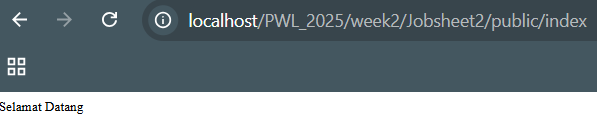 localhost/PWL_2025/week2/Jobsheet2/public/index
Selamat Datang